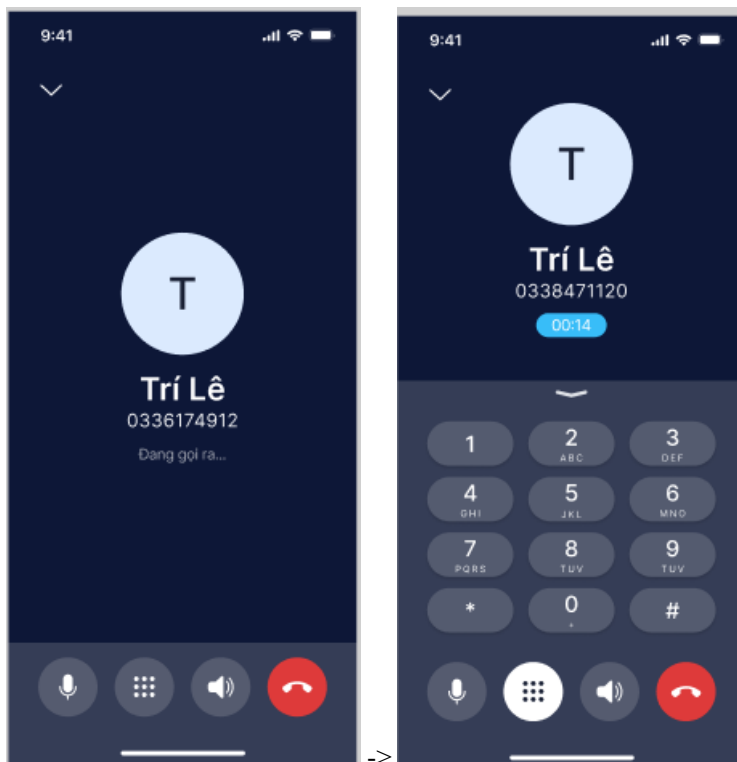 9:41
T
Trí Lê
0336174912
Đang gọi ra...
->
9:41
T
Trí Lê
0338471120
00:14
1
2
ABC
3
DEF
4
GHI
5
JKL
6
MNO
7
PQRS
8
TUV
9
TUV
*
0
+
#